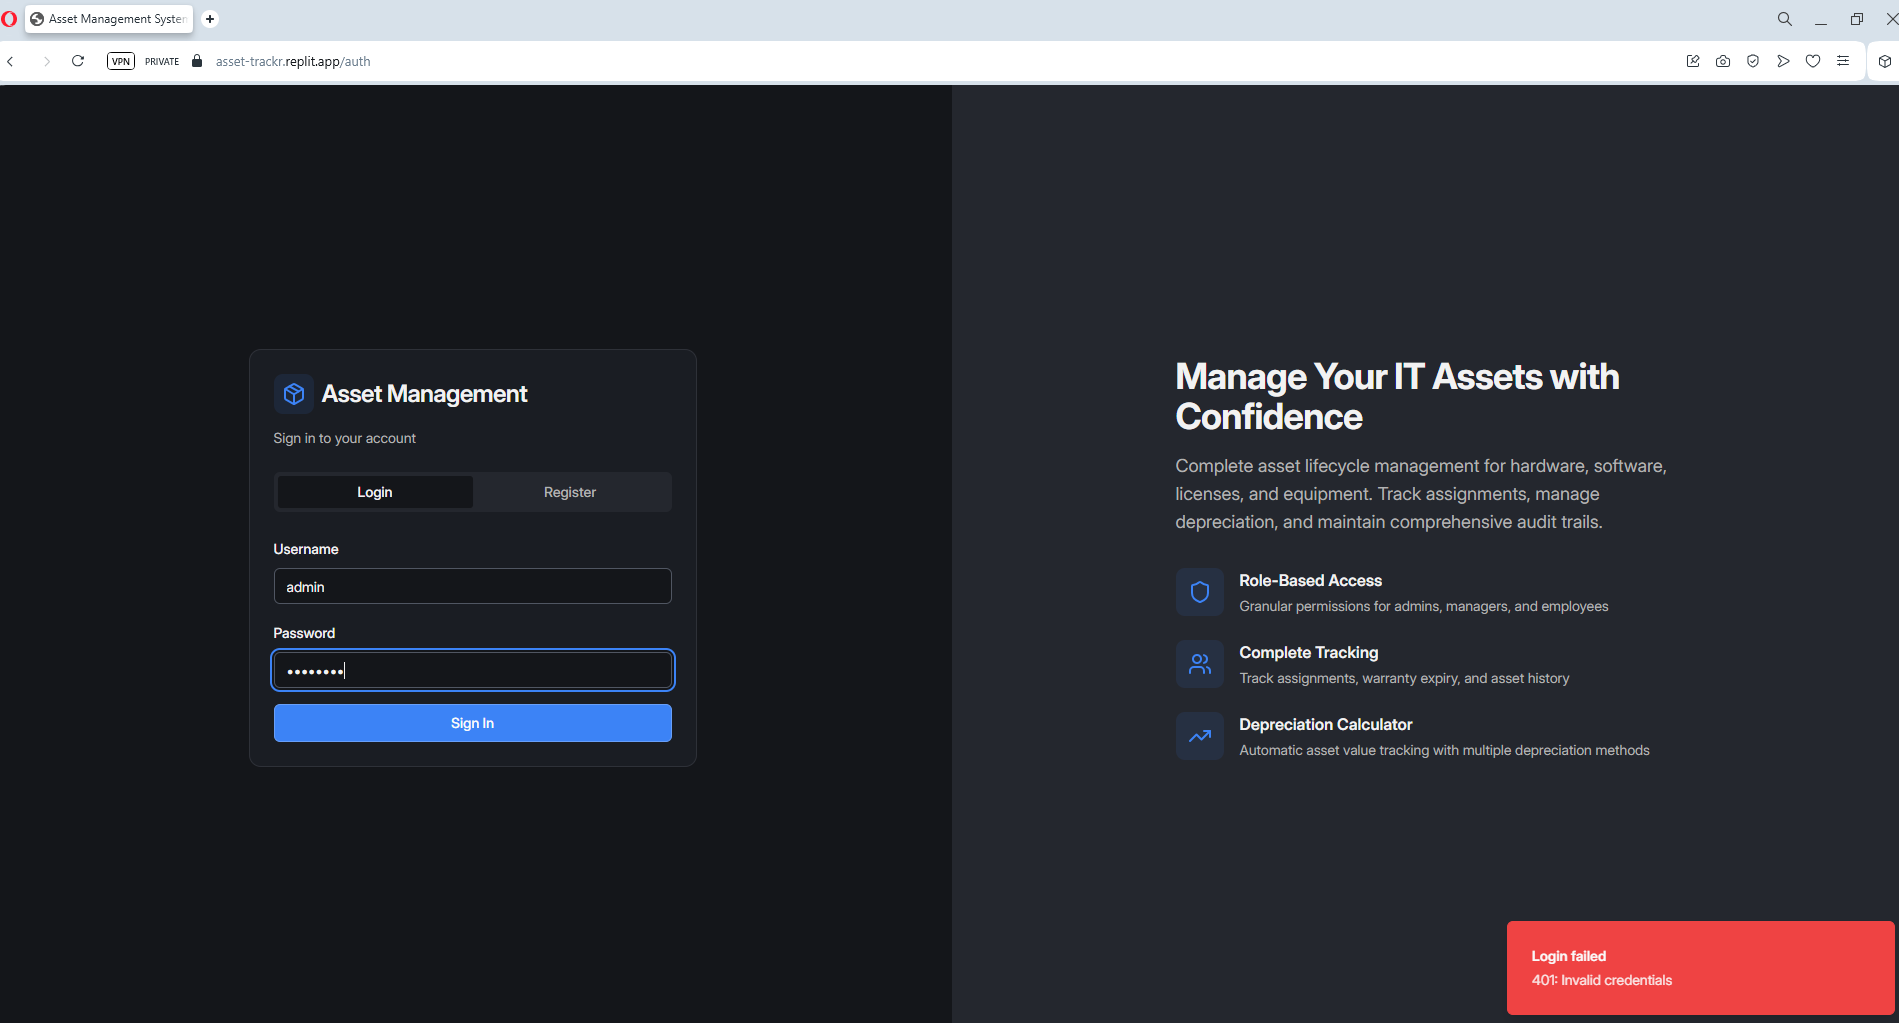 Asset Management System
VPN
PRIVATE
asset-trackr.replit.app/auth
Asset Management
Sign in to your account
Login
Register
Username
admin
Password
••••••••
Sign In
Manage Your IT Assets with
Confidence
Complete asset lifecycle management for hardware, software,
licenses, and equipment. Track assignments, manage
depreciation, and maintain comprehensive audit trails.
Role-Based Access
Granular permissions for admins, managers, and employees
Complete Tracking
Track assignments, warranty expiry, and asset history
Depreciation Calculator
Automatic asset value tracking with multiple depreciation methods
Login failed
401: Invalid credentials